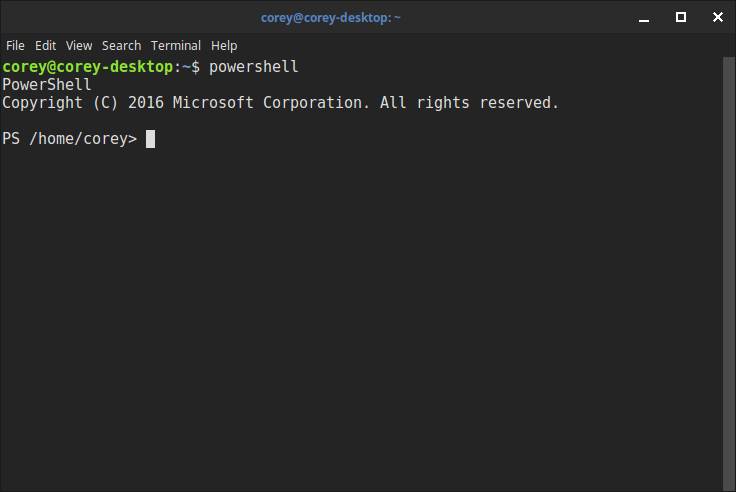 corey@corey-desktop: ~
File Edit View Search Terminal Help
corey@corey-desktop:~$ powershell
PowerShell
Copyright (C) 2016 Microsoft Corporation. All rights reserved.
PS /home/corey>